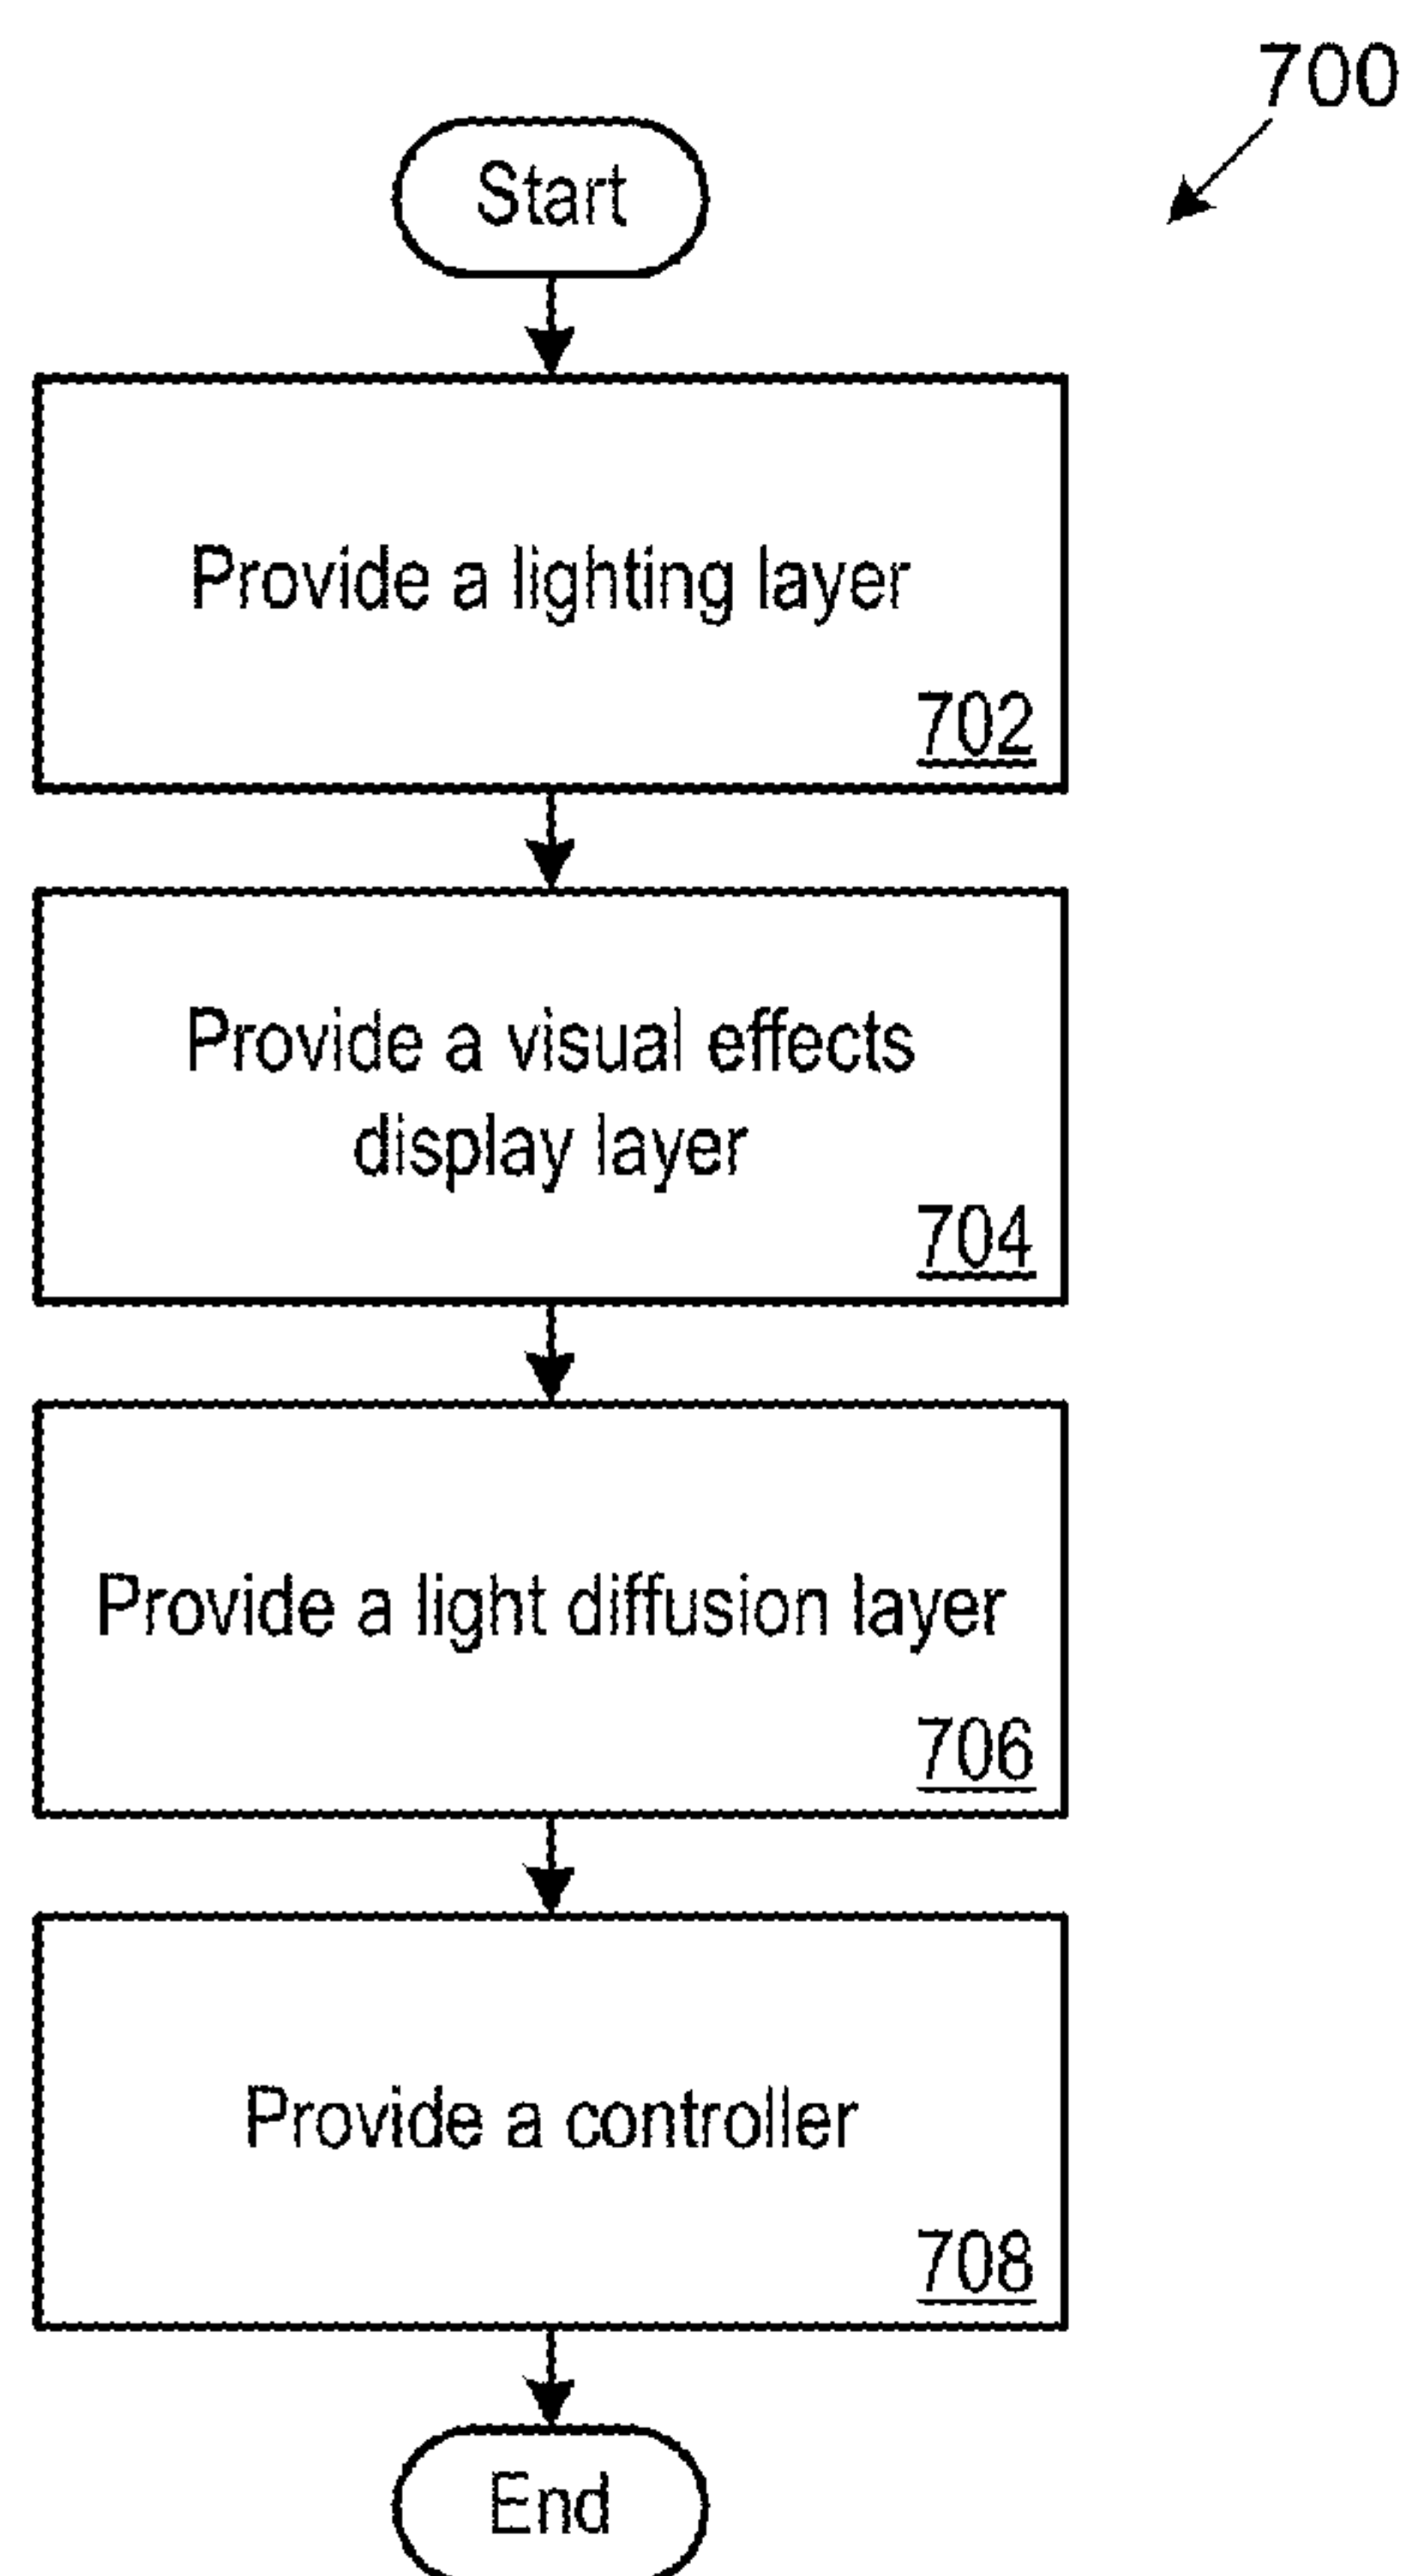 700
Start
Provide a lighting layer
702
Provide a visual effects
display layer
704
Provide a light diffusion layer
706
Provide a controller
708
End